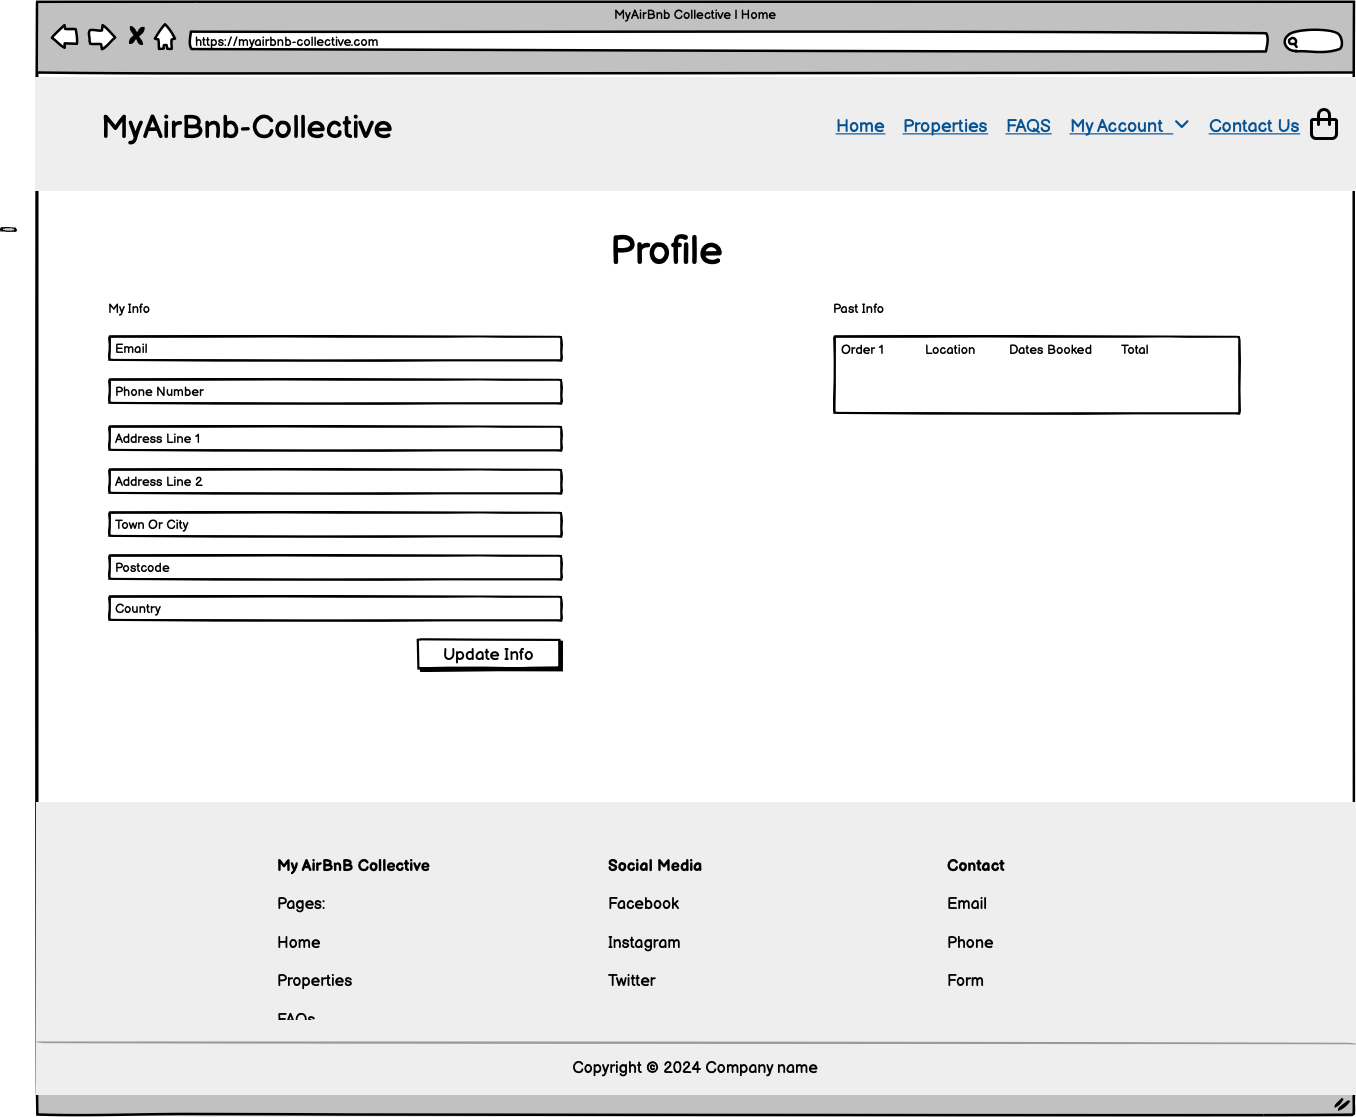 MyAirBnb Collective | Home
https://myairbnb-collective.com
MyAirBnb-Collective
Home Properties FAQS My Account Contact Us
Profile
My Info
Past Info
Email
Order 1 Location Dates Booked Total
Phone Number
Address Line 1
Address Line 2
Town Or City
Postcode
Country
Update Info
My AirBnB Collective
Pages:
Home
Properties
FAQs
Social Media
Facebook
Instagram
Twitter
Contact
Email
Phone
Form
Copyright © 2024 Company name